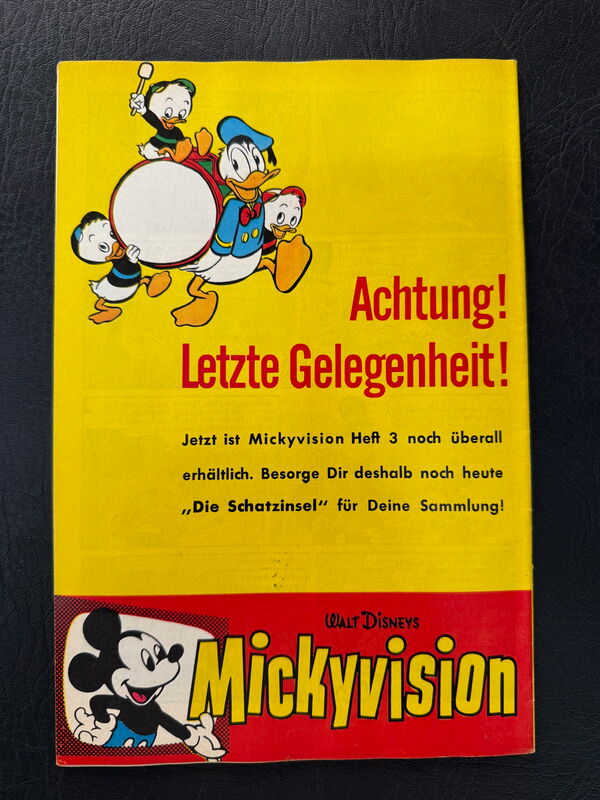 Achtung!
Letzte Gelegenheit!
Jetzt ist Mickyvision Heft 3 noch überall
erhältlich. Besorge Dir deshalb noch heute
„Die Schatzinsel“ für Deine Sammlung!
WALT DISNEYS
Mickyvision